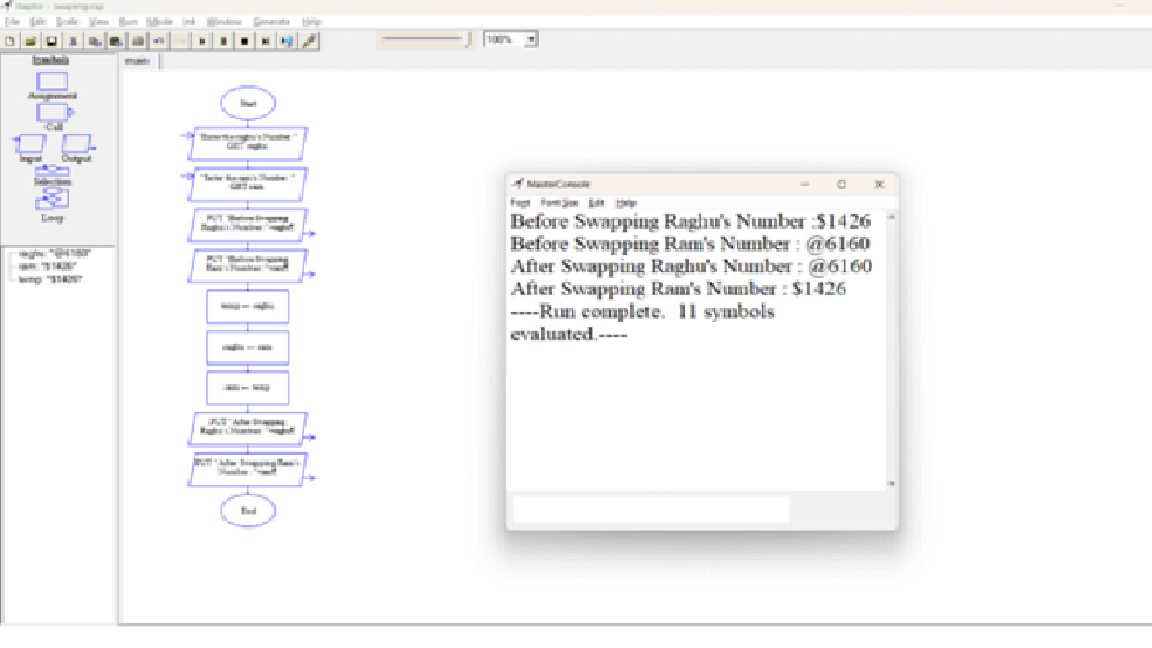 Raptor - swaping.rap
File Edit Scale View Run Mode Ink Window Generate Help
100%
Symbols
Assignment
Call
Input Output
Selection
Loop
raghu: "@6160"
ram: "$1426"
temp: "$1426"
main
Start
GET raghu
"Enter the ram's Number : "
GET ram
PUT "Before Swapping
Raghu's Number : "+raghu¶
PUT "Before Swapping
Ram's Number : "+ram¶
temp ← raghu
raghu ← ram
ram ← temp
PUT " After Swapping
Raghu's Number : "+raghu¶
PUT " After Swapping Ram's
Number : "+ram¶
End
MasterConsole
Font Font Size Edit Help
Before Swapping Raghu's Number :$1426
Before Swapping Ram's Number : @6160
After Swapping Raghu's Number : @6160
After Swapping Ram's Number : $1426
----Run complete.  11 symbols
evaluated.----